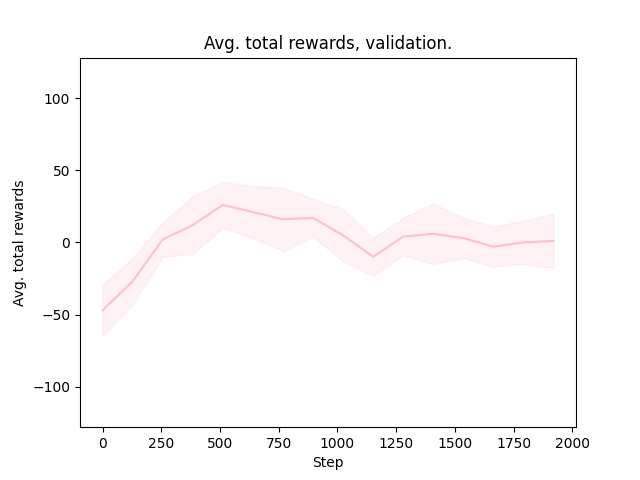 Avg. total rewards, validation.
Avg. total rewards
100
50
0
−50
−100
0 250 500 750 1000 1250 1500 1750 2000
Step